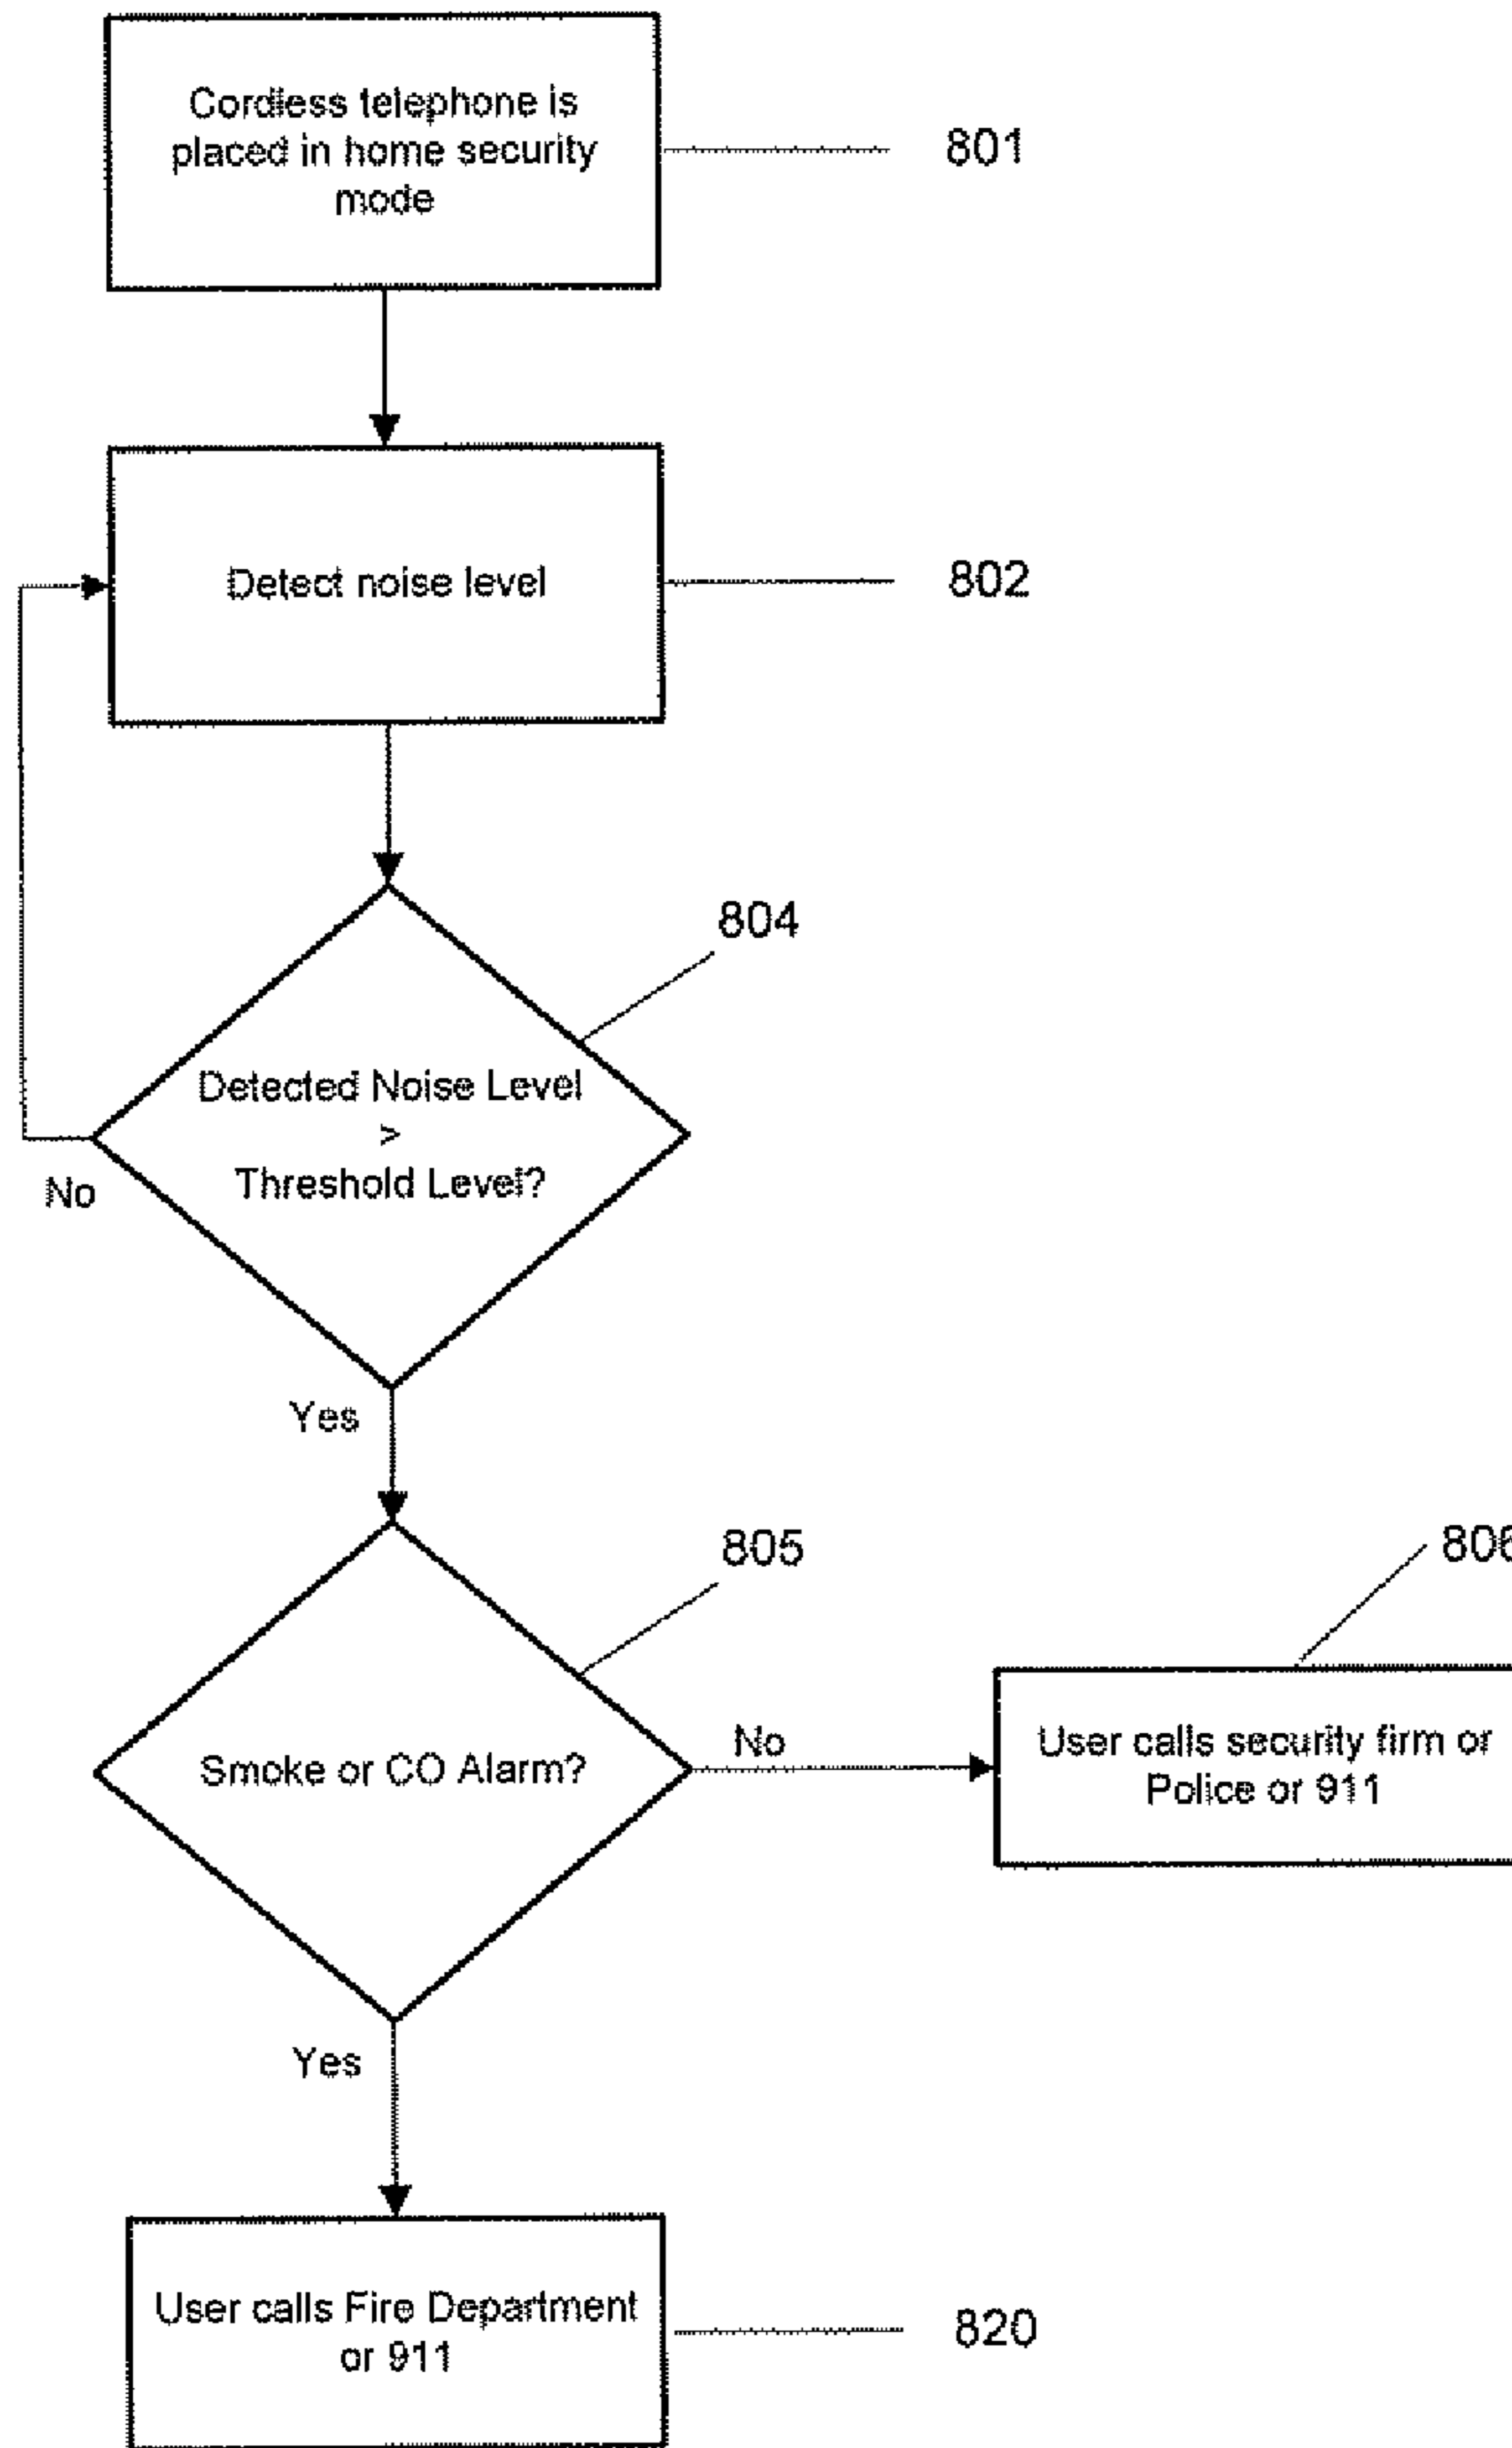 Cordless telephone is
placed in home security
mode
801
Detect noise level
802
804
Detected Noise Level
>
Threshold Level?
No
Yes
805
806
Smoke or CO Alarm?
No
User calls security firm or
Police or 911
Yes
User calls Fire Department
or 911
820